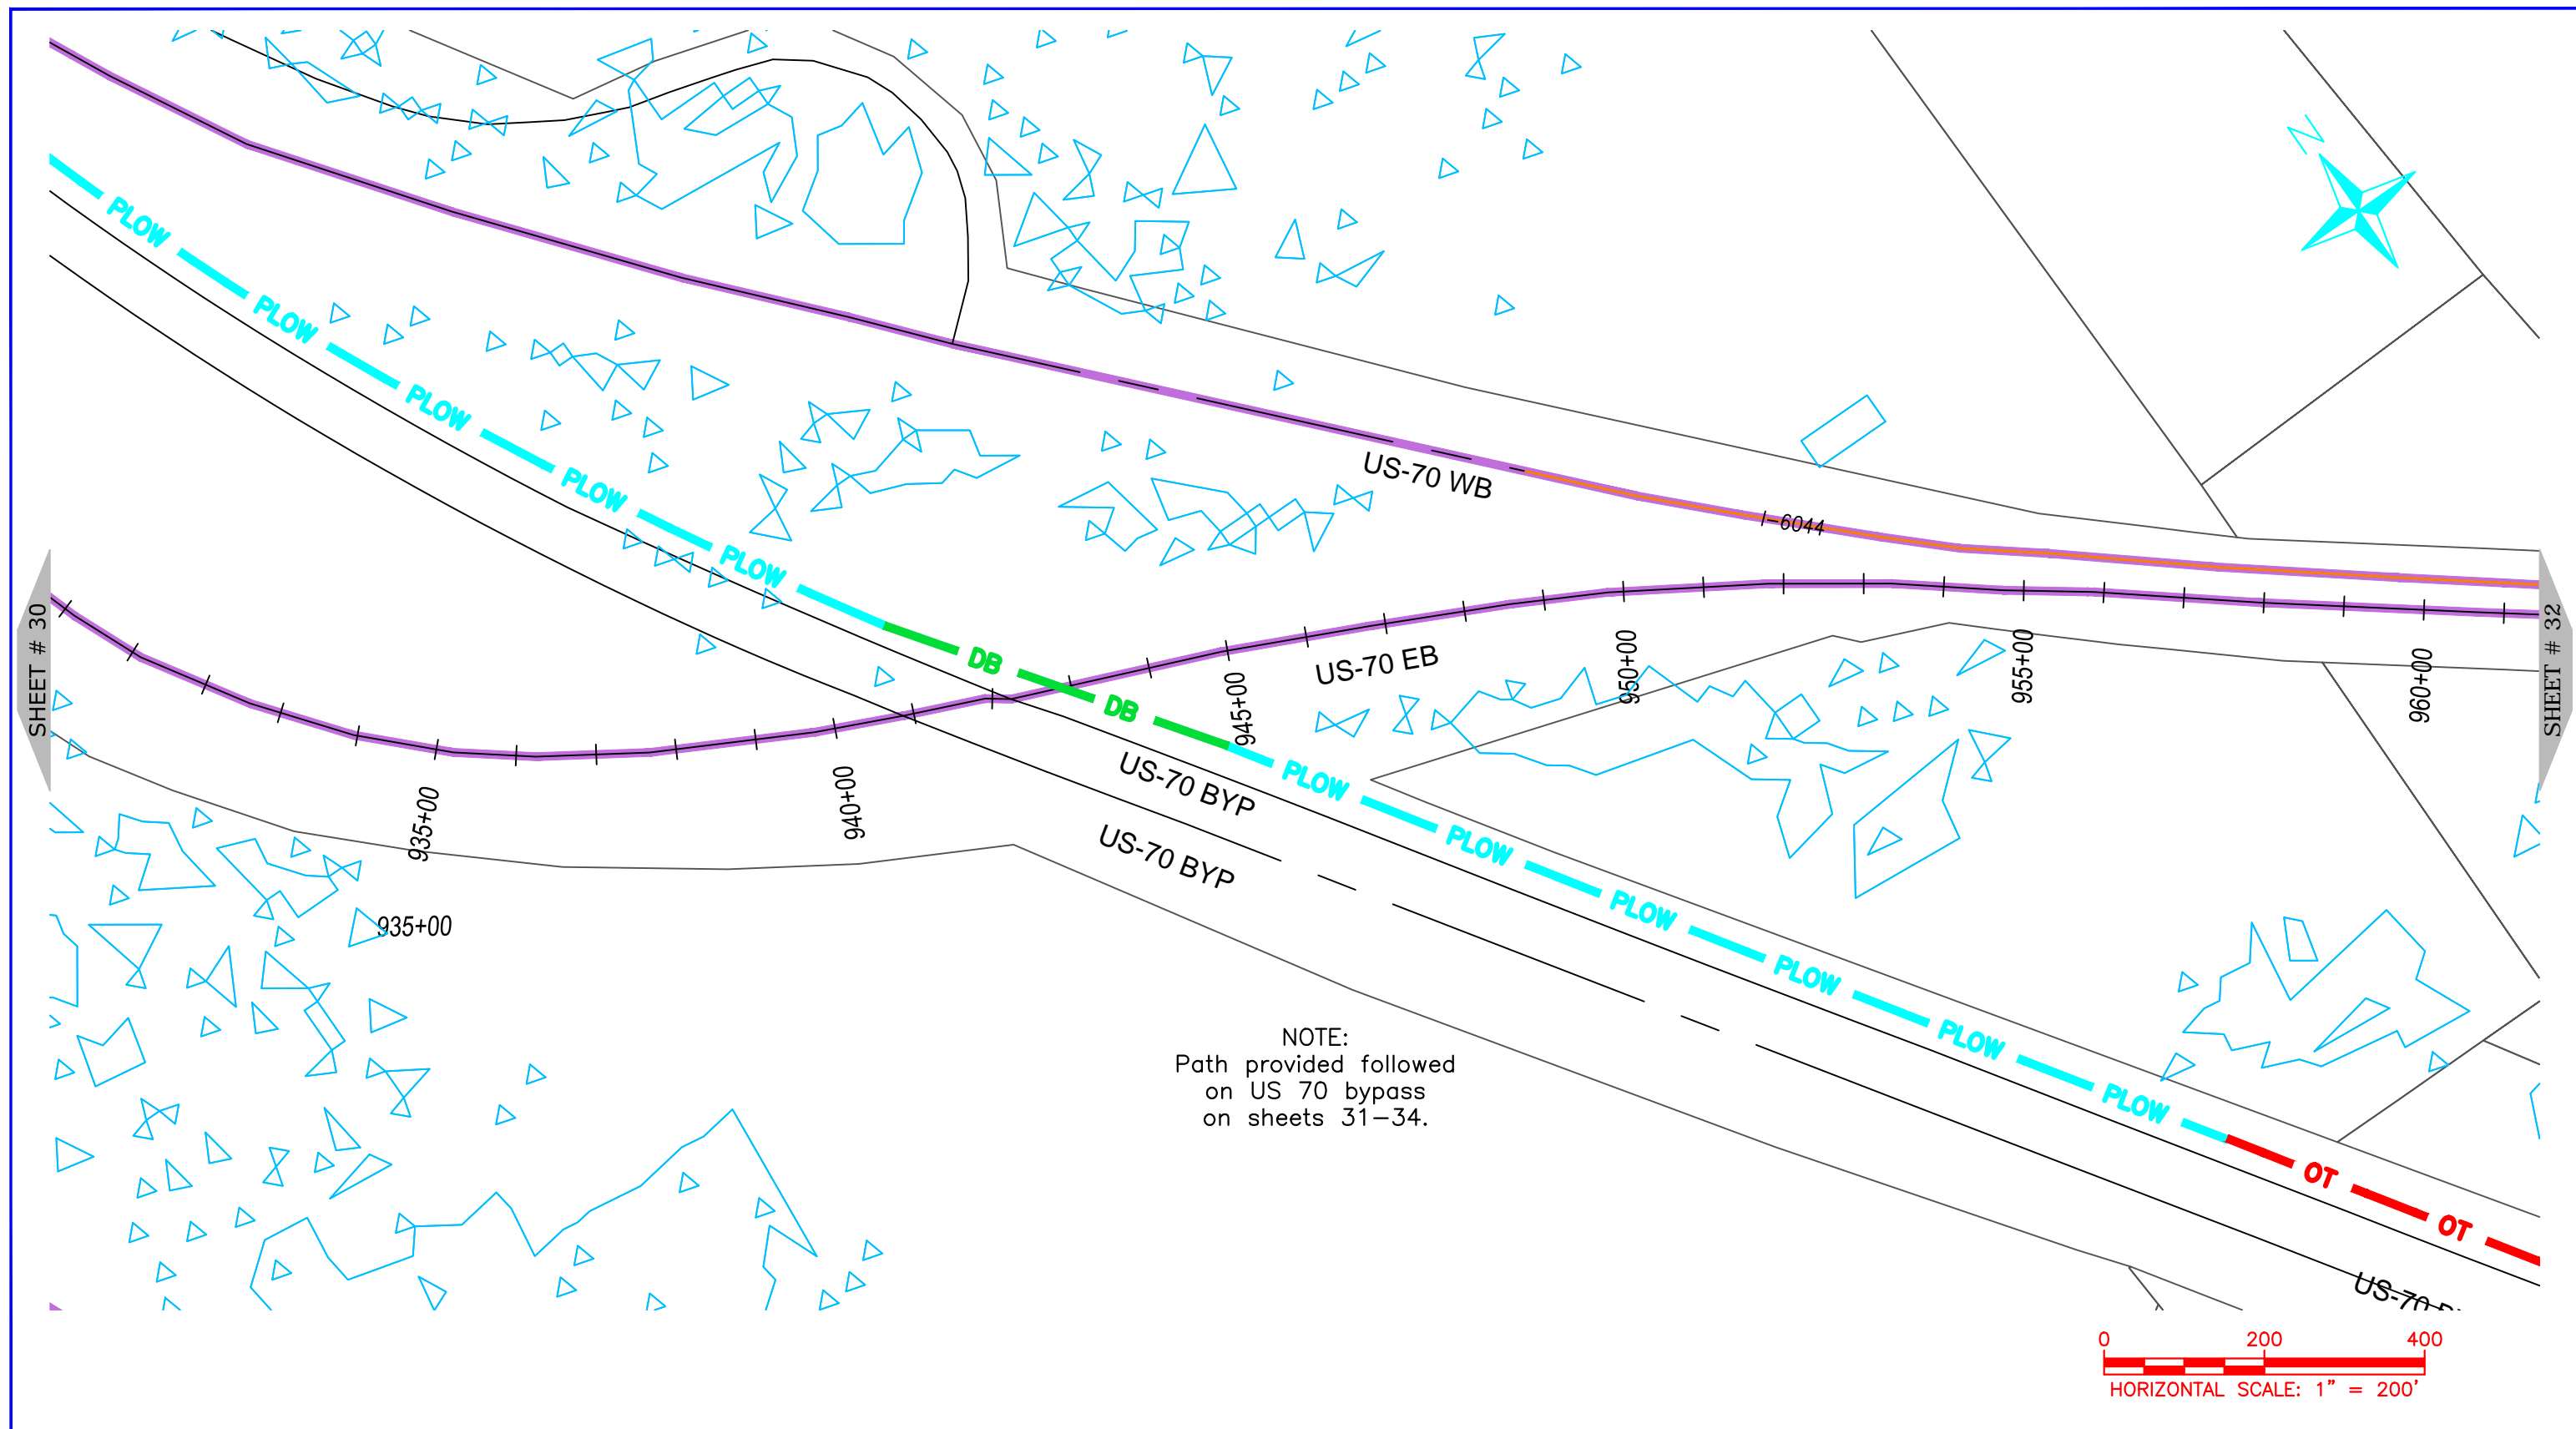 N
PLOW
PLOW
PLOW
PLOW
PLOW
US-70 WB
I-6044
SHEET # 30
SHEET # 32
DB
DB
US-70 EB
945+00
950+00
955+00
960+00
935+00
940+00
US-70 BYP
US-70 BYP
PLOW
PLOW
PLOW
PLOW
PLOW
PLOW
935+00
NOTE:
Path provided followed
on US 70 bypass
on sheets 31-34.
OT
OT
US-70
0 200 400
HORIZONTAL SCALE: 1" = 200'